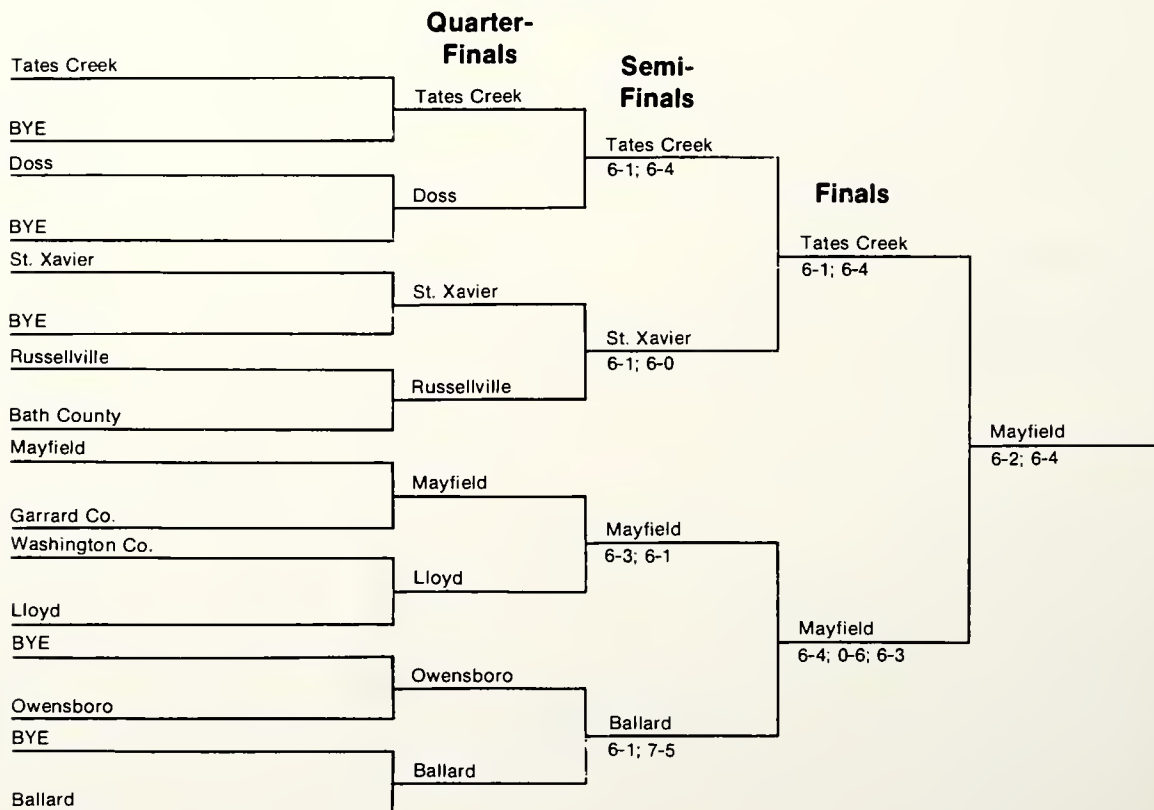 Quarter-
Finals
Semi-
Finals
Finals
Tates Creek
BYE
Doss
BYE
St. Xavier
BYE
Russellville
Bath County
Mayfield
Garrard Co.
Washington Co.
Lloyd
BYE
Owensboro
BYE
Ballard
Tates Creek
Doss
St. Xavier
Russellville
Mayfield
Lloyd
Owensboro
Ballard
Tates Creek
6-1; 6-4
St. Xavier
6-1; 6-0
Mayfield
6-3; 6-1
Ballard
6-1; 7-5
Tates Creek
6-1; 6-4
Mayfield
6-4; 0-6; 6-3
Mayfield
6-2; 6-4